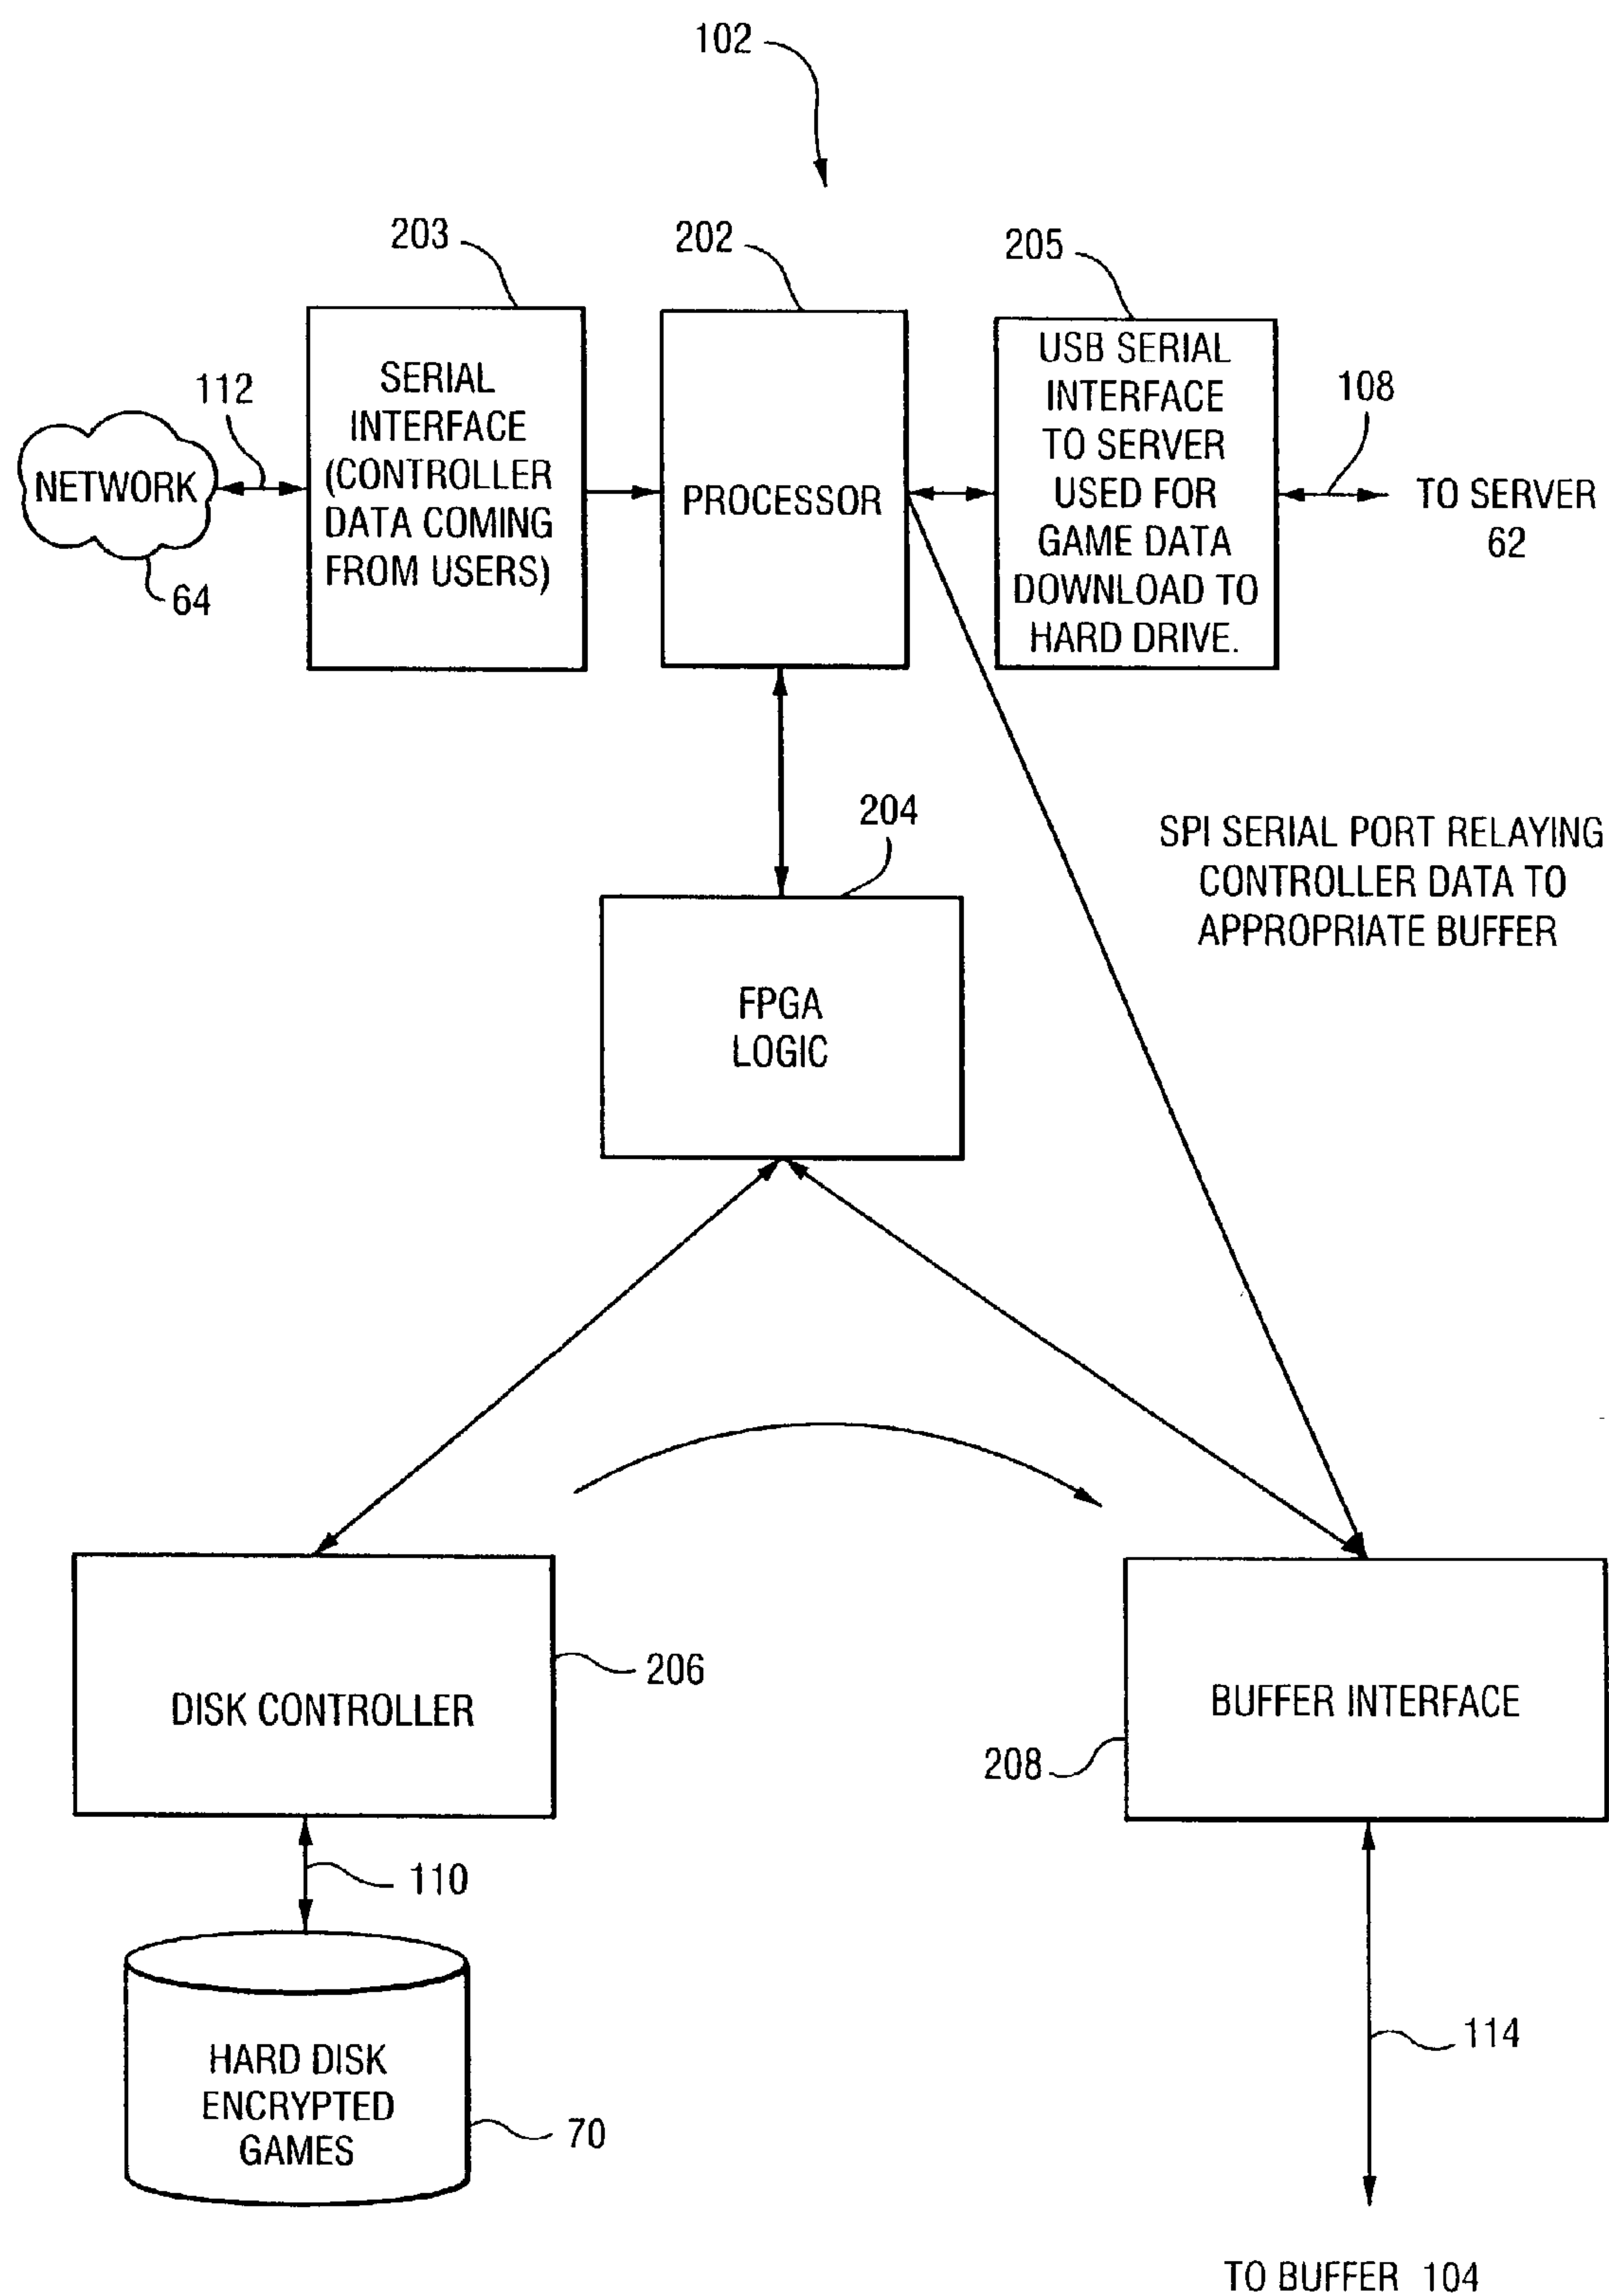 102
203
202
205
112
NETWORK
64
SERIAL
INTERFACE
(CONTROLLER
DATA COMING
FROM USERS)
PROCESSOR
USB SERIAL
INTERFACE
TO SERVER
USED FOR
GAME DATA
DOWNLOAD TO
HARD DRIVE.
108
TO SERVER
62
204
SPI SERIAL PORT RELAYING
CONTROLLER DATA TO
APPROPRIATE BUFFER
FPGA
LOGIC
DISK CONTROLLER
206
BUFFER INTERFACE
208
110
HARD DISK
ENCRYPTED
GAMES
70
114
TO BUFFER 104